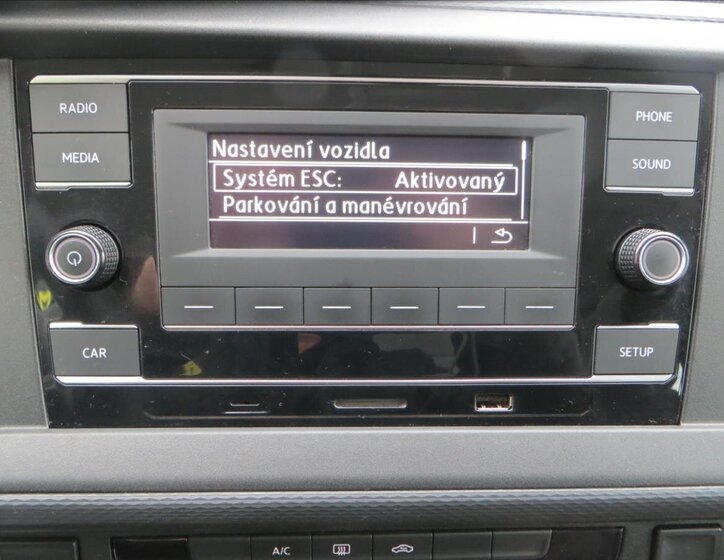 RADIO
PHONE
MEDIA
SOUND
Nastavení vozidla
Systém ESC: Aktivovaný
Parkování a manévrování
CAR
SETUP
A/C